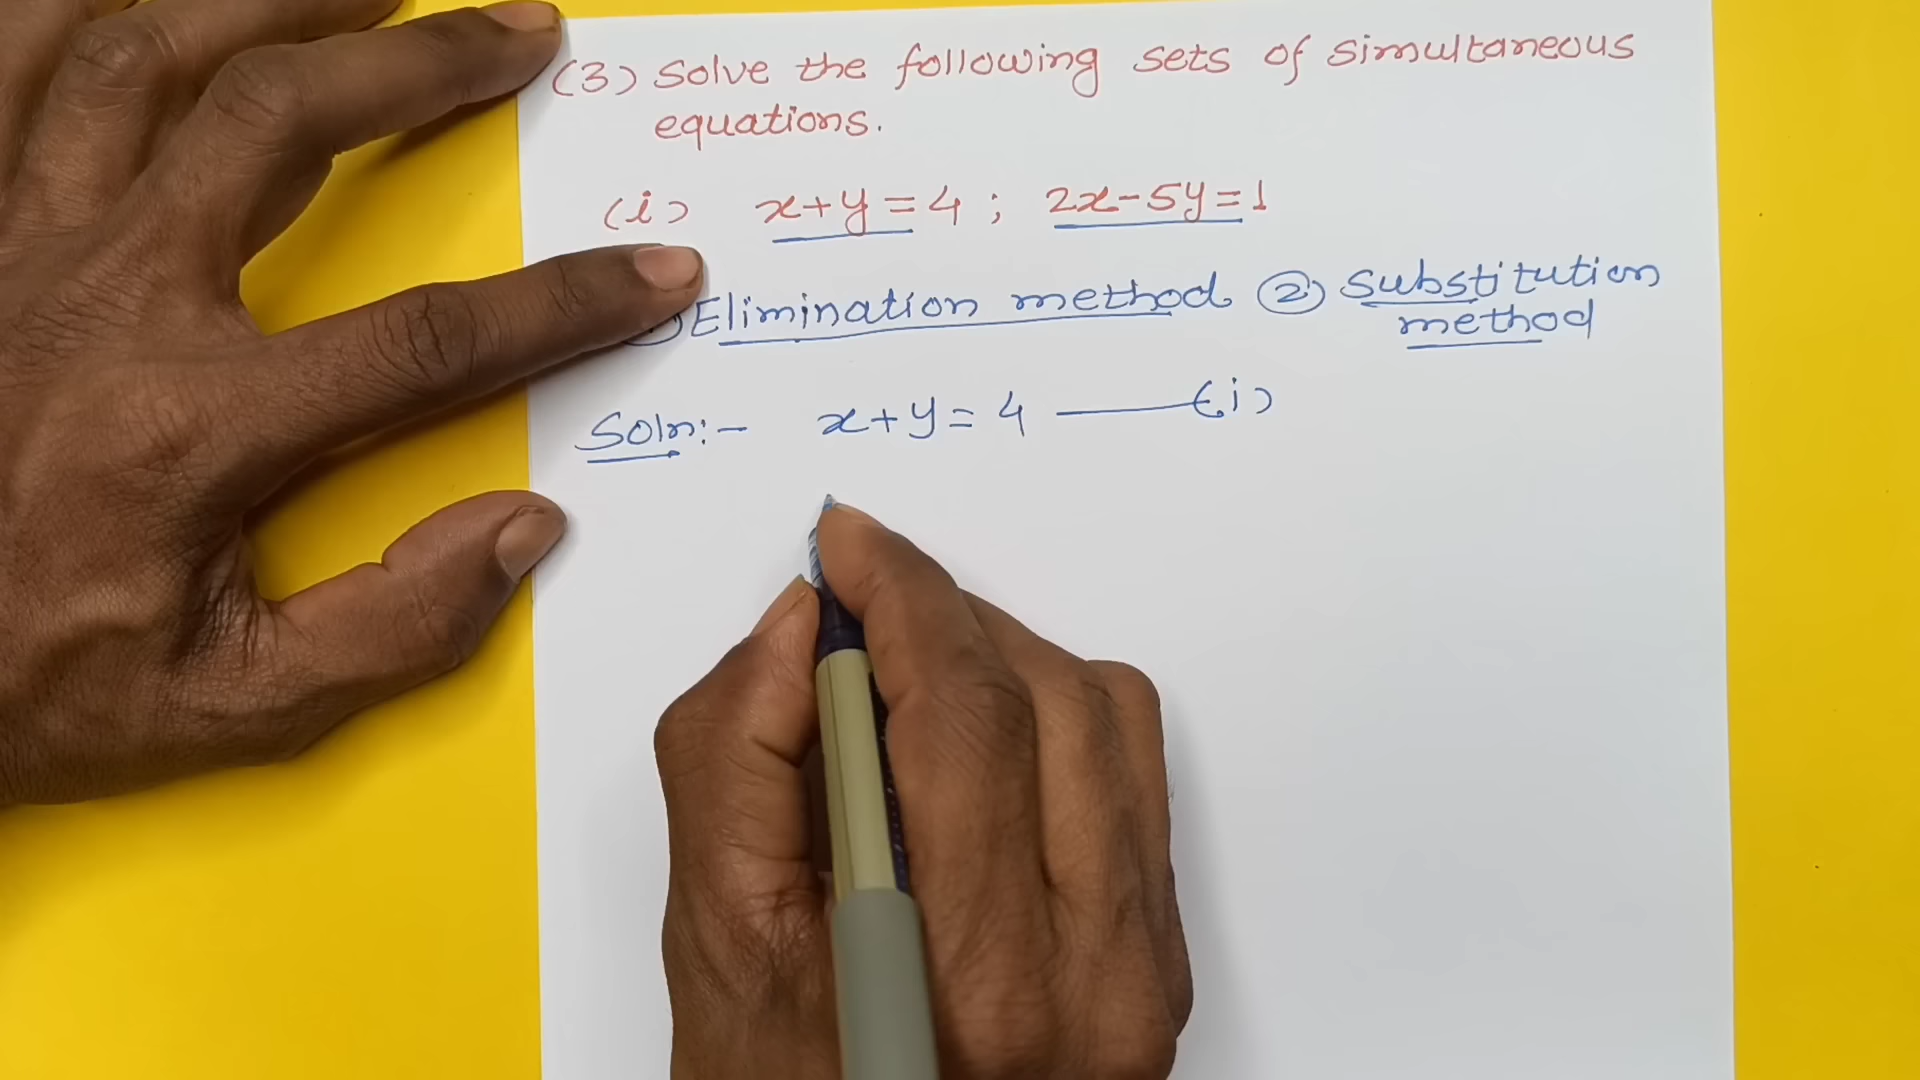 (3) Solve the following sets of simultaneous
equations.
(i) x+y=4; 2x-5y=1
Elimination method ② Substitution
method
Soln:- x+y=4 ——(i)